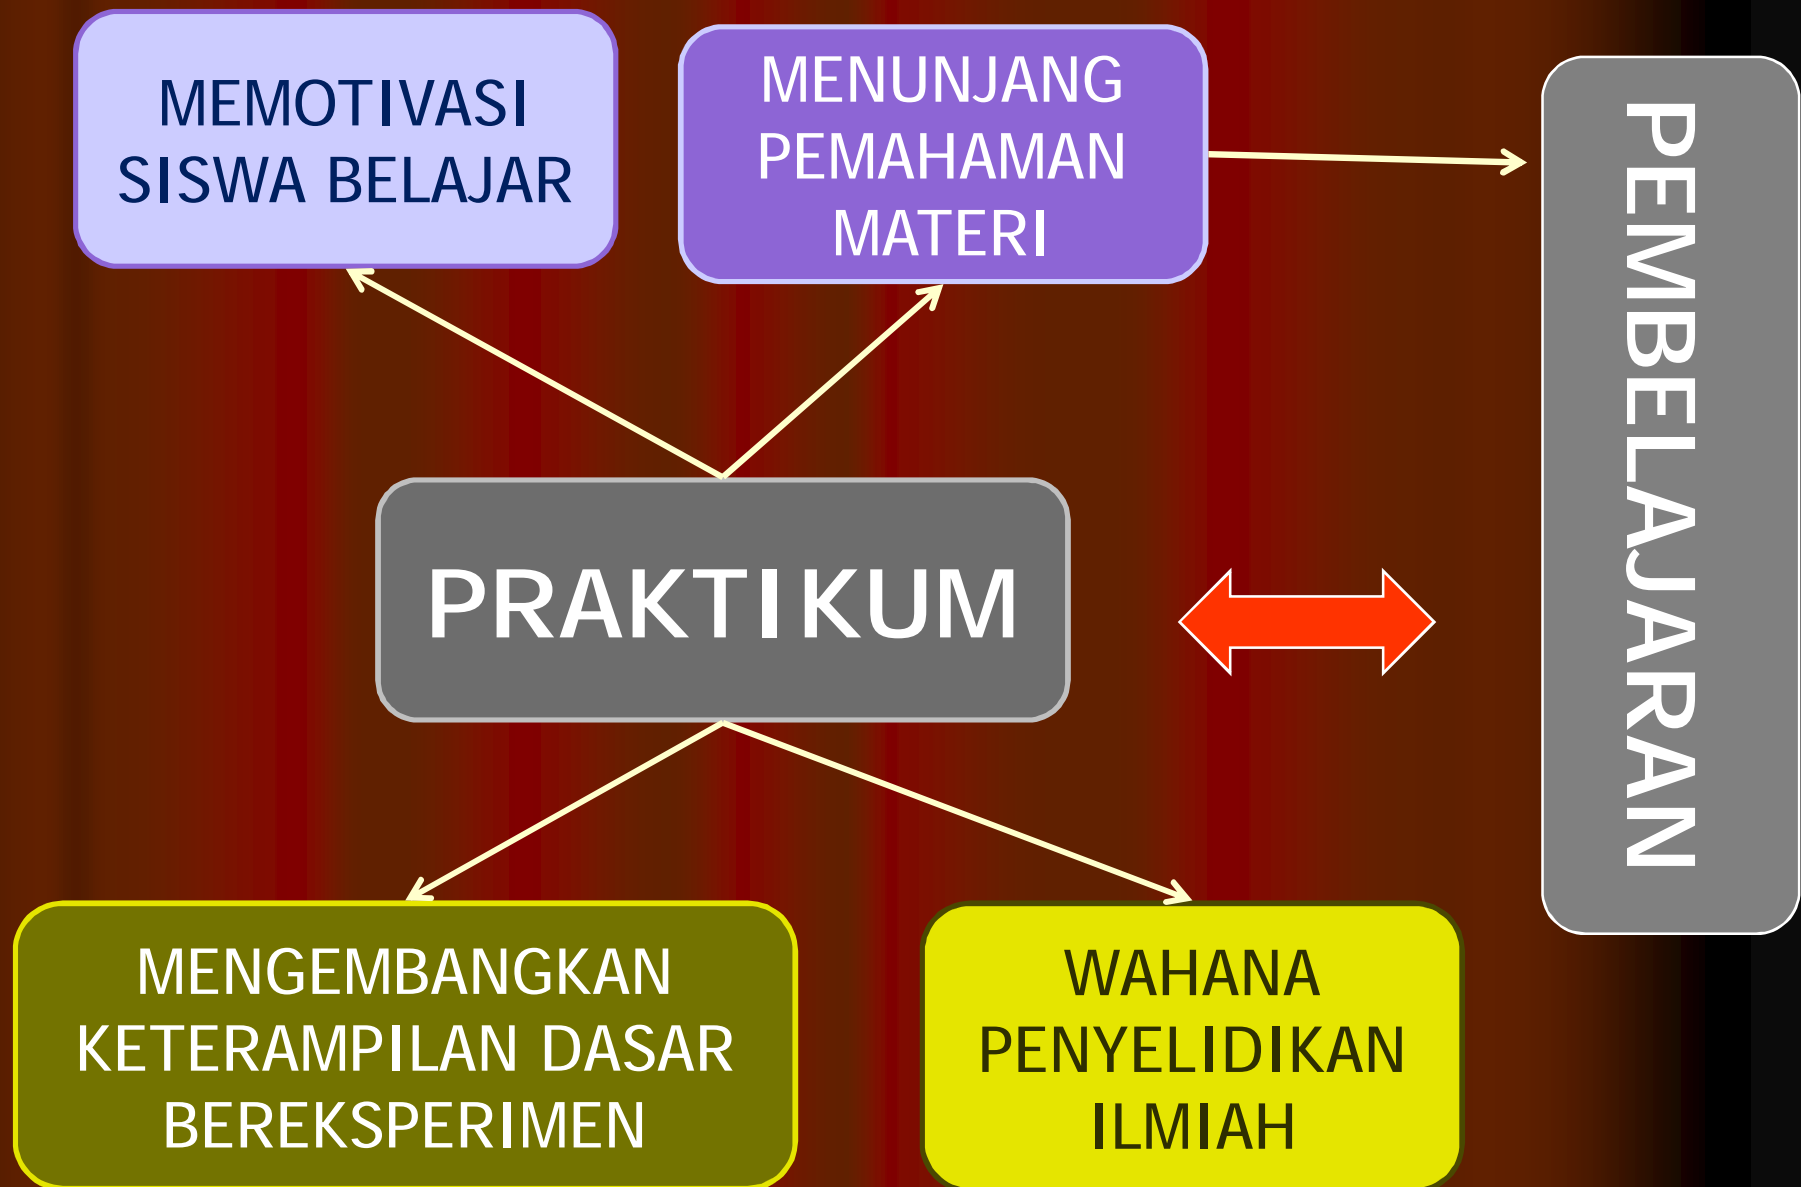 MEMOTIVASI
SISWA BELAJAR
MENUNJANG
PEMAHAMAN
MATERI
PEMBELAJARAN
PRAKTIKUM
MENGEMBANGKAN
KETERAMPILAN DASAR
BEREKSPERIMEN
WAHANA
PENYELIDIKAN
ILMIAH